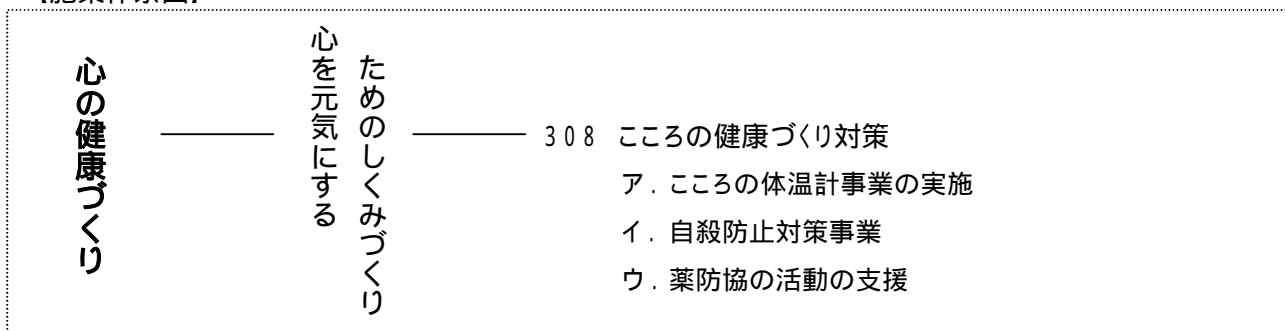 心の健康づくり
心を元気にする
ためのしくみづくり
308 こころの健康づくり対策
ア．こころの体温計事業の実施
イ．自殺防止対策事業
ウ．薬防協の活動の支援